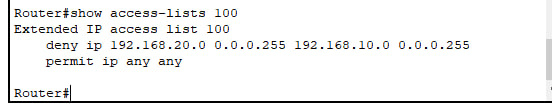 Router#show access-lists 100
Extended IP access list 100
    deny ip 192.168.20.0 0.0.0.255 192.168.10.0 0.0.0.255
    permit ip any any
Router#